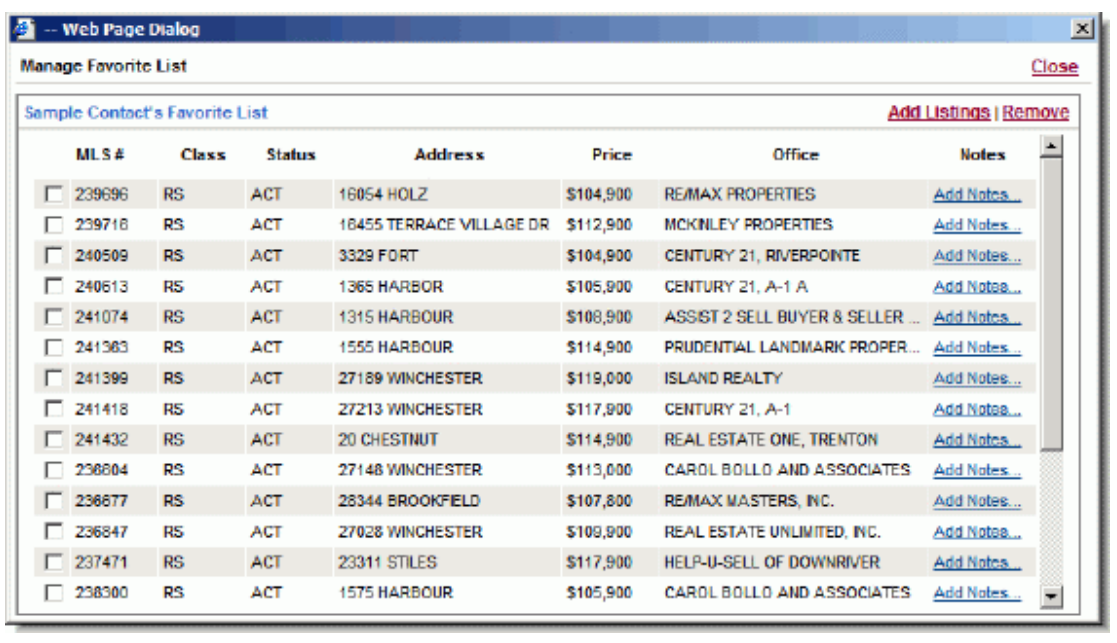 -- Web Page Dialog
Manage Favorite List Close
Sample Contact's Favorite List Add Listings | Remove
MLS # Class Status Address Price Office Notes
239696 RS ACT 16054 HOLZ $104,900 RE/MAX PROPERTIES Add Notes...
239716 RS ACT 16455 TERRACE VILLAGE DR $112,900 MCKINLEY PROPERTIES Add Notes...
240509 RS ACT 3329 FORT $104,900 CENTURY 21, RIVERPOINTE Add Notes...
240613 RS ACT 1365 HARBOR $105,900 CENTURY 21, A-1 A Add Notes...
241074 RS ACT 1315 HARBOUR $108,900 ASSIST 2 SELL BUYER & SELLER ... Add Notes...
241363 RS ACT 1555 HARBOUR $114,900 PRUDENTIAL LANDMARK PROPER... Add Notes...
241399 RS ACT 27189 WINCHESTER $119,000 ISLAND REALTY Add Notes...
241418 RS ACT 27213 WINCHESTER $117,900 CENTURY 21, A-1 Add Notes...
241432 RS ACT 20 CHESTNUT $114,900 REAL ESTATE ONE, TRENTON Add Notes...
236804 RS ACT 27148 WINCHESTER $113,000 CAROL BOLLO AND ASSOCIATES Add Notes...
236677 RS ACT 26344 BROOKFIELD $107,800 RE/MAX MASTERS, INC. Add Notes...
236847 RS ACT 27028 WINCHESTER $109,900 REAL ESTATE UNLIMITED, INC. Add Notes...
237471 RS ACT 23311 STILES $117,900 HELP-U-SELL OF DOWNRIVER Add Notes...
238300 RS ACT 1575 HARBOUR $105,900 CAROL BOLLO AND ASSOCIATES Add Notes...